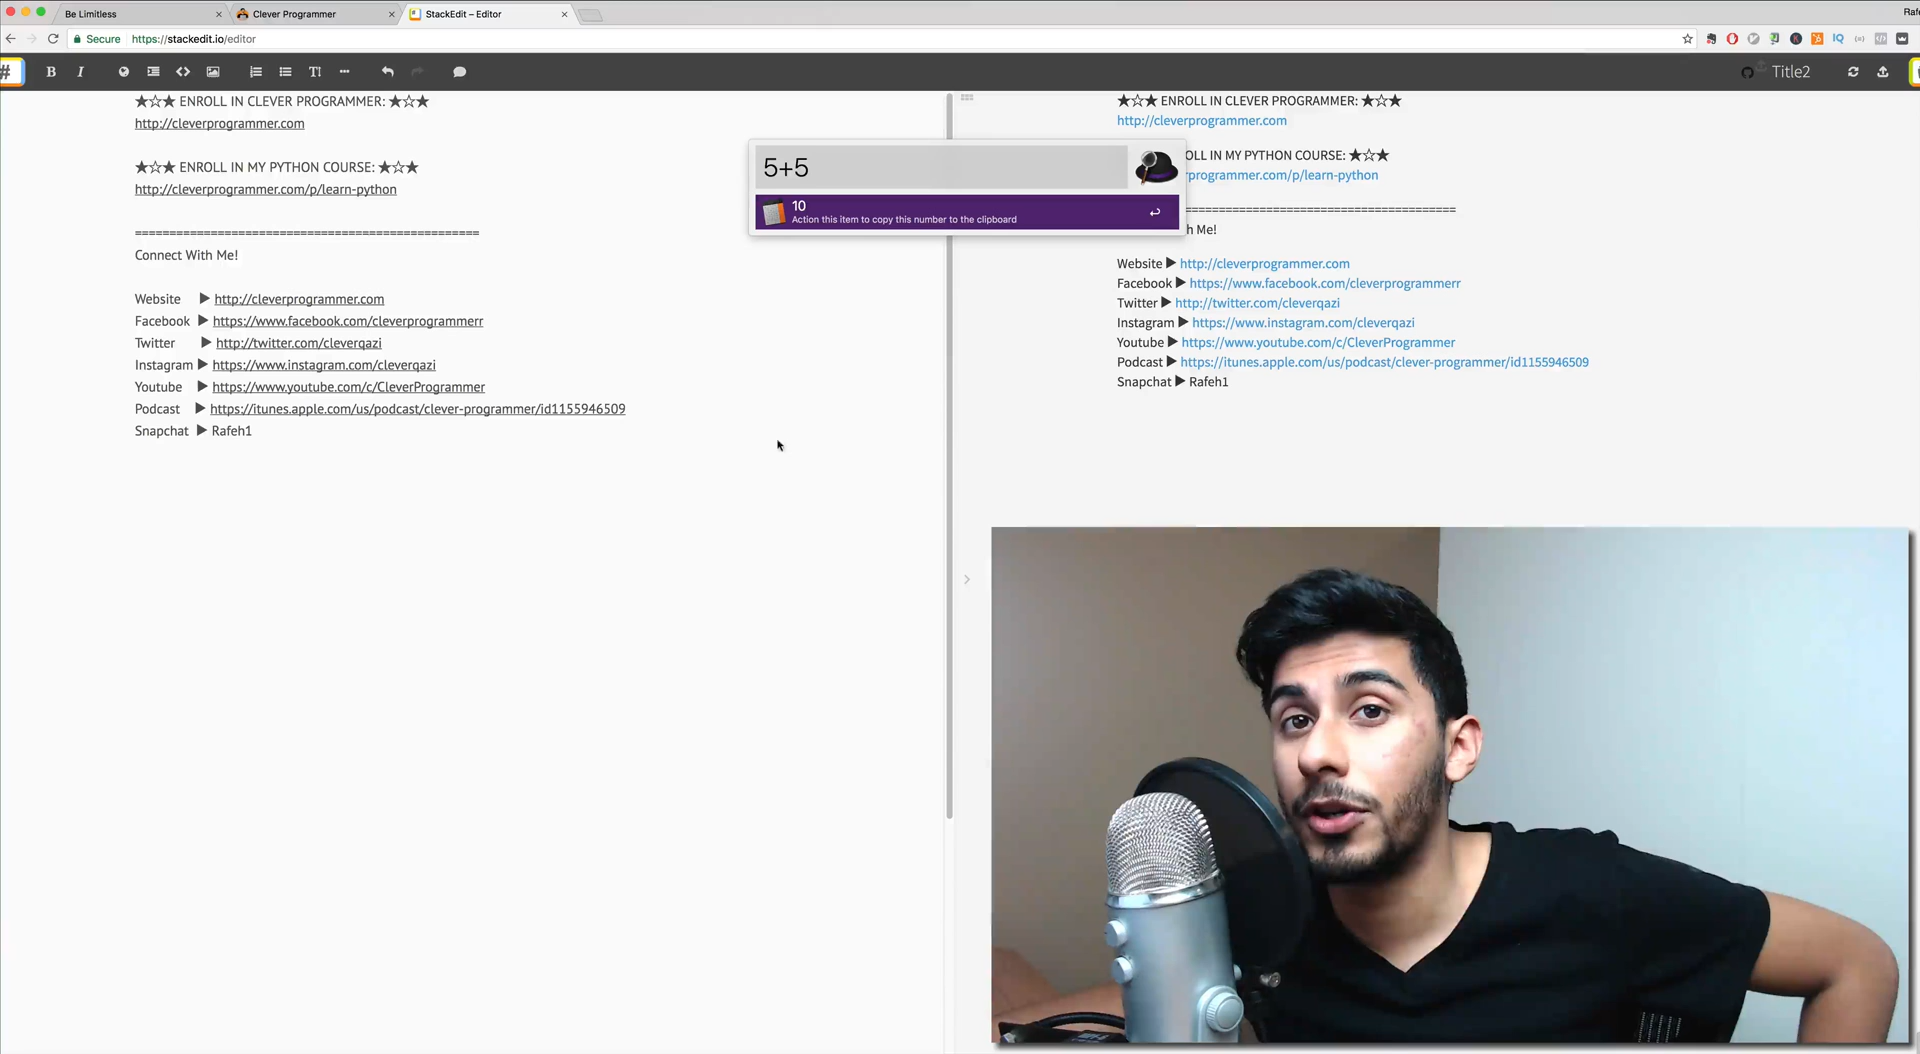 Be Limitless
Clever Programmer
StackEdit – Editor
Rafe
Secure
https://stackedit.io/editor
IQ
#
B I
Title2
★☆★ ENROLL IN CLEVER PROGRAMMER: ★☆★
http://cleverprogrammer.com
★☆★ ENROLL IN MY PYTHON COURSE: ★☆★
http://cleverprogrammer.com/p/learn-python
==================================================
Connect With Me!
Website ▶ http://cleverprogrammer.com
Facebook ▶ https://www.facebook.com/cleverprogrammerr
Twitter ▶ http://twitter.com/cleverqazi
Instagram ▶ https://www.instagram.com/cleverqazi
Youtube ▶ https://www.youtube.com/c/CleverProgrammer
Podcast ▶ https://itunes.apple.com/us/podcast/clever-programmer/id1155946509
Snapchat ▶ Rafeh1
5+5
10
Action this item to copy this number to the clipboard
★☆★ ENROLL IN CLEVER PROGRAMMER: ★☆★
http://cleverprogrammer.com
OLL IN MY PYTHON COURSE: ★☆★
rprogrammer.com/p/learn-python
=======================================
h Me!
Website ▶ http://cleverprogrammer.com
Facebook ▶ https://www.facebook.com/cleverprogrammerr
Twitter ▶ http://twitter.com/cleverqazi
Instagram ▶ https://www.instagram.com/cleverqazi
Youtube ▶ https://www.youtube.com/c/CleverProgrammer
Podcast ▶ https://itunes.apple.com/us/podcast/clever-programmer/id1155946509
Snapchat ▶ Rafeh1